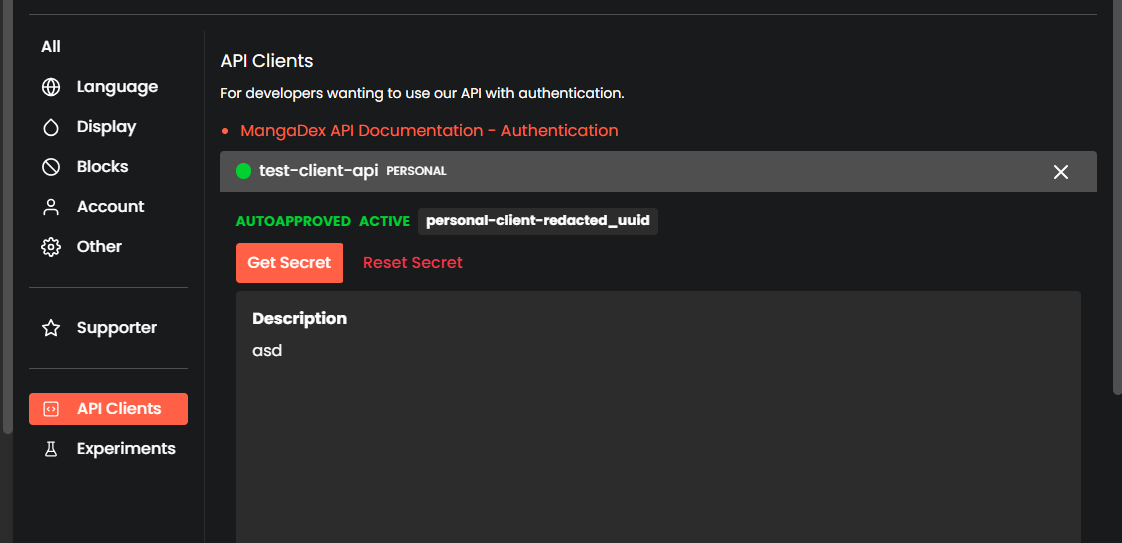 All
Language
Display
Blocks
Account
Other
Supporter
API Clients
Experiments
API Clients
For developers wanting to use our API with authentication.
MangaDex API Documentation - Authentication
test-client-api PERSONAL
AUTOAPPROVED ACTIVE personal-client-redacted_uuid
Get Secret Reset Secret
Description
asd